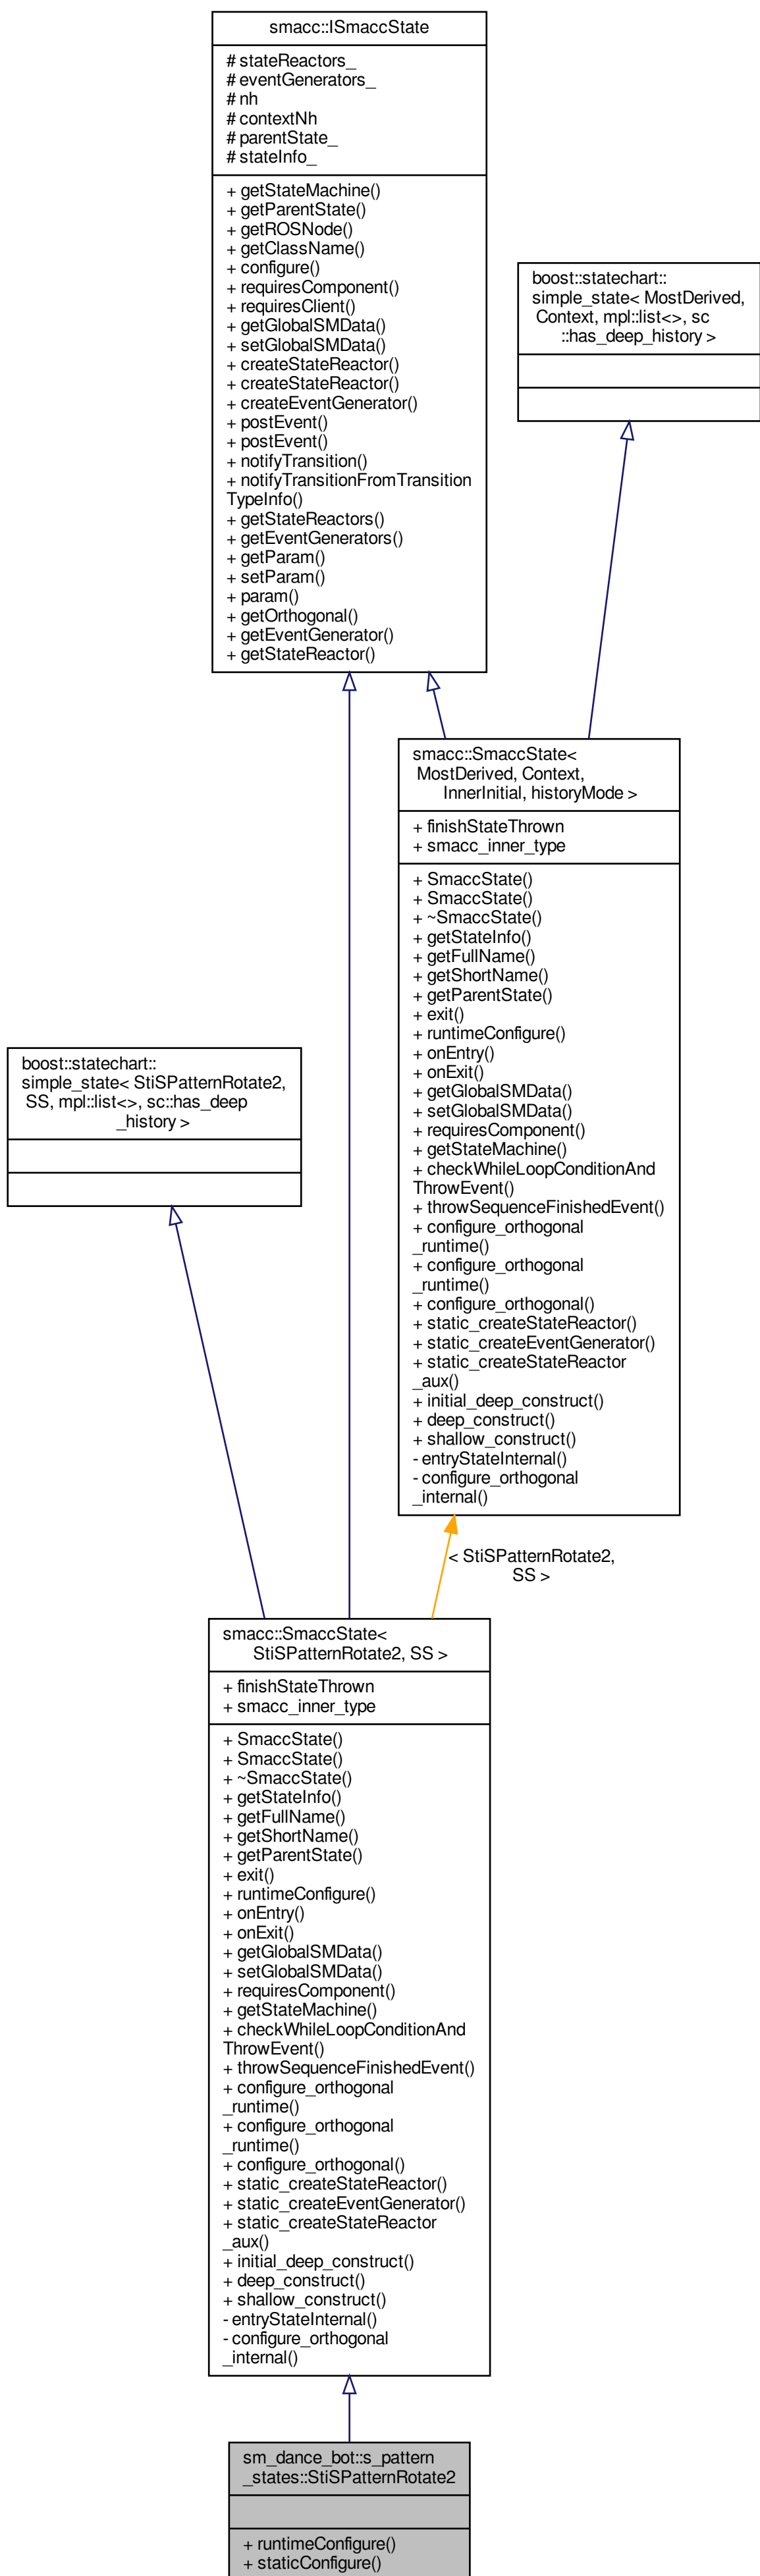 smacc::ISmaccState
# stateReactors_
# eventGenerators_
# nh
# contextNh
# parentState_
# stateInfo_
+ getStateMachine()
+ getParentState()
+ getROSNode()
+ getClassName()
+ configure()
+ requiresComponent()
+ requiresClient()
+ getGlobalSMData()
+ setGlobalSMData()
+ createStateReactor()
+ createStateReactor()
+ createEventGenerator()
+ postEvent()
+ postEvent()
+ notifyTransition()
+ notifyTransitionFromTransition
TypeInfo()
+ getStateReactors()
+ getEventGenerators()
+ getParam()
+ setParam()
+ param()
+ getOrthogonal()
+ getEventGenerator()
+ getStateReactor()
boost::statechart::
simple_state< MostDerived,
Context, mpl::list<>, sc
::has_deep_history >
smacc::SmaccState<
MostDerived, Context,
InnerInitial, historyMode >
+ finishStateThrown
+ smacc_inner_type
+ SmaccState()
+ SmaccState()
+ ~SmaccState()
+ getStateInfo()
+ getFullName()
+ getShortName()
+ getParentState()
+ exit()
+ runtimeConfigure()
+ onEntry()
+ onExit()
+ getGlobalSMData()
+ setGlobalSMData()
+ requiresComponent()
+ getStateMachine()
+ checkWhileLoopConditionAnd
ThrowEvent()
+ throwSequenceFinishedEvent()
+ configure_orthogonal
_runtime()
+ configure_orthogonal
_runtime()
+ configure_orthogonal()
+ static_createStateReactor()
+ static_createEventGenerator()
+ static_createStateReactor
_aux()
+ initial_deep_construct()
+ deep_construct()
+ shallow_construct()
- entryStateInternal()
- configure_orthogonal
_internal()
boost::statechart::
simple_state< StiSPatternRotate2,
SS, mpl::list<>, sc::has_deep
_history >
< StiSPatternRotate2,
SS >
smacc::SmaccState<
StiSPatternRotate2, SS >
+ finishStateThrown
+ smacc_inner_type
+ SmaccState()
+ SmaccState()
+ ~SmaccState()
+ getStateInfo()
+ getFullName()
+ getShortName()
+ getParentState()
+ exit()
+ runtimeConfigure()
+ onEntry()
+ onExit()
+ getGlobalSMData()
+ setGlobalSMData()
+ requiresComponent()
+ getStateMachine()
+ checkWhileLoopConditionAnd
ThrowEvent()
+ throwSequenceFinishedEvent()
+ configure_orthogonal
_runtime()
+ configure_orthogonal
_runtime()
+ configure_orthogonal()
+ static_createStateReactor()
+ static_createEventGenerator()
+ static_createStateReactor
_aux()
+ initial_deep_construct()
+ deep_construct()
+ shallow_construct()
- entryStateInternal()
- configure_orthogonal
_internal()
sm_dance_bot::s_pattern
_states::StiSPatternRotate2
+ runtimeConfigure()
+ staticConfigure()